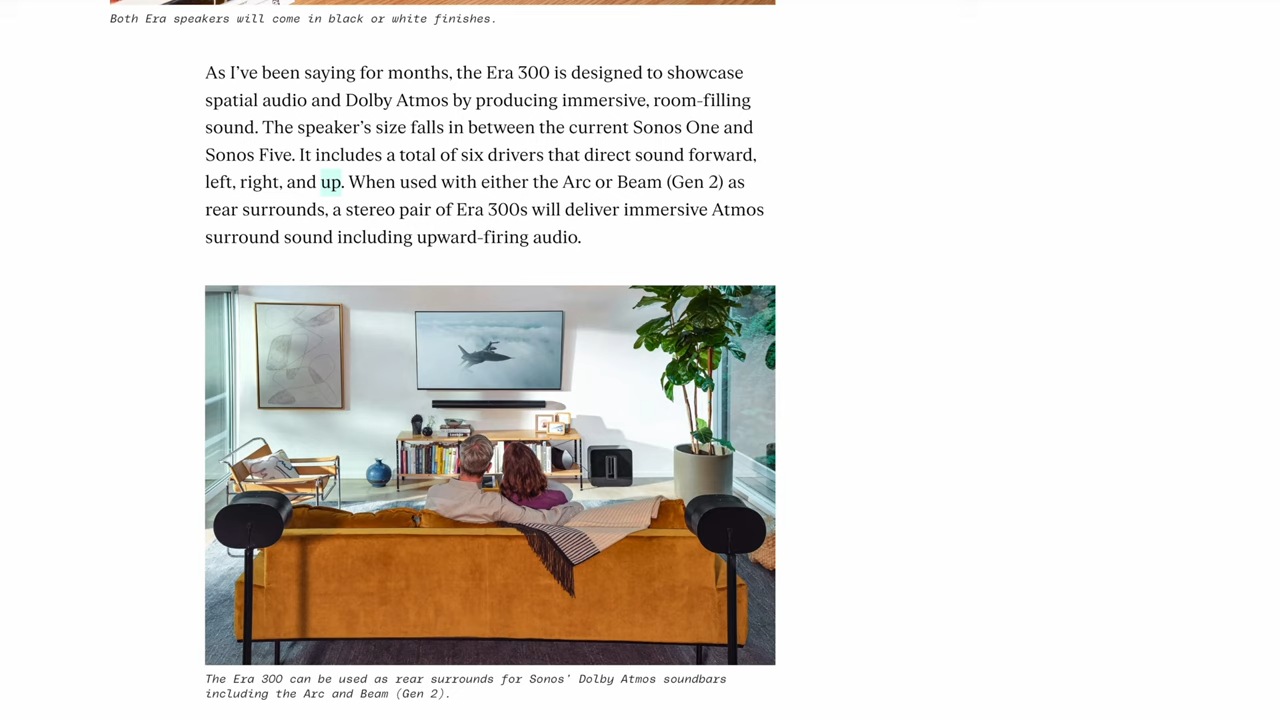 Both Era speakers will come in black or white finishes.
As I’ve been saying for months, the Era 300 is designed to showcase
spatial audio and Dolby Atmos by producing immersive, room-filling
sound. The speaker’s size falls in between the current Sonos One and
Sonos Five. It includes a total of six drivers that direct sound forward,
left, right, and up. When used with either the Arc or Beam (Gen 2) as
rear surrounds, a stereo pair of Era 300s will deliver immersive Atmos
surround sound including upward-firing audio.
The Era 300 can be used as rear surrounds for Sonos' Dolby Atmos soundbars
including the Arc and Beam (Gen 2).